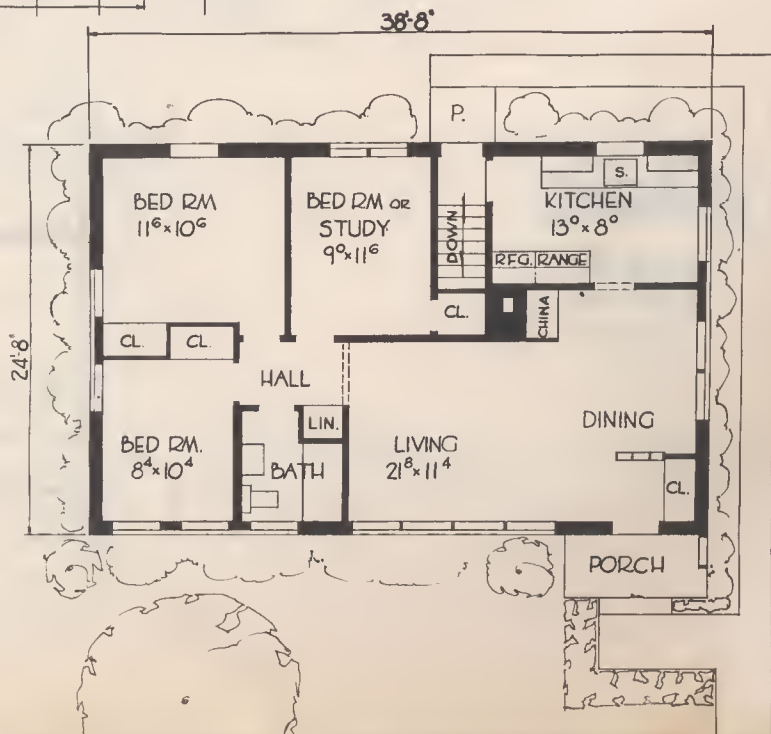 38'-8"
P.
BED RM
11⁶ x 10⁶
BED RM OR
STUDY
9⁰ x 11⁶
DOWN
S.
KITCHEN
13⁰ x 8⁰
RFG. RANGE
CL.
CHINA
24'-8"
CL.
CL.
HALL
LIN.
DINING
BED RM.
8⁴ x 10⁴
BATH
LIVING
21⁸ x 11⁴
CL.
PORCH